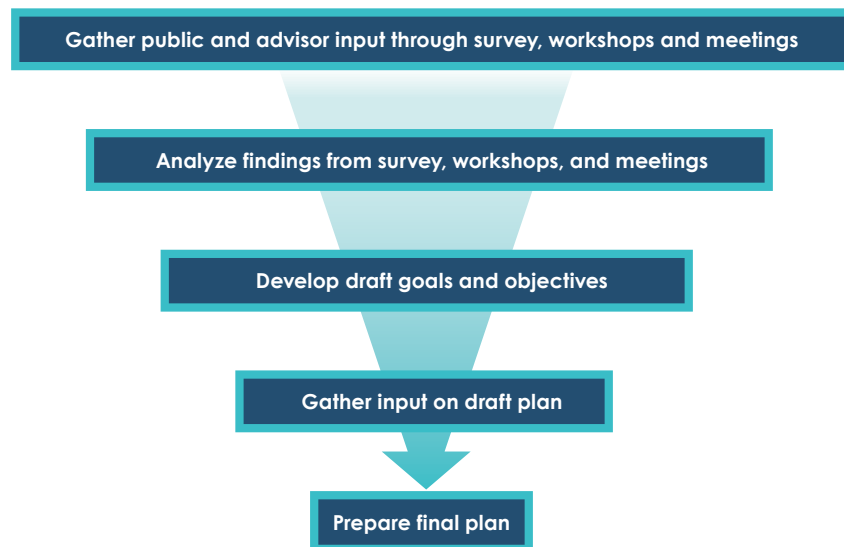 Gather public and advisor input through survey, workshops and meetings
Analyze findings from survey, workshops, and meetings
Develop draft goals and objectives
Gather input on draft plan
Prepare final plan